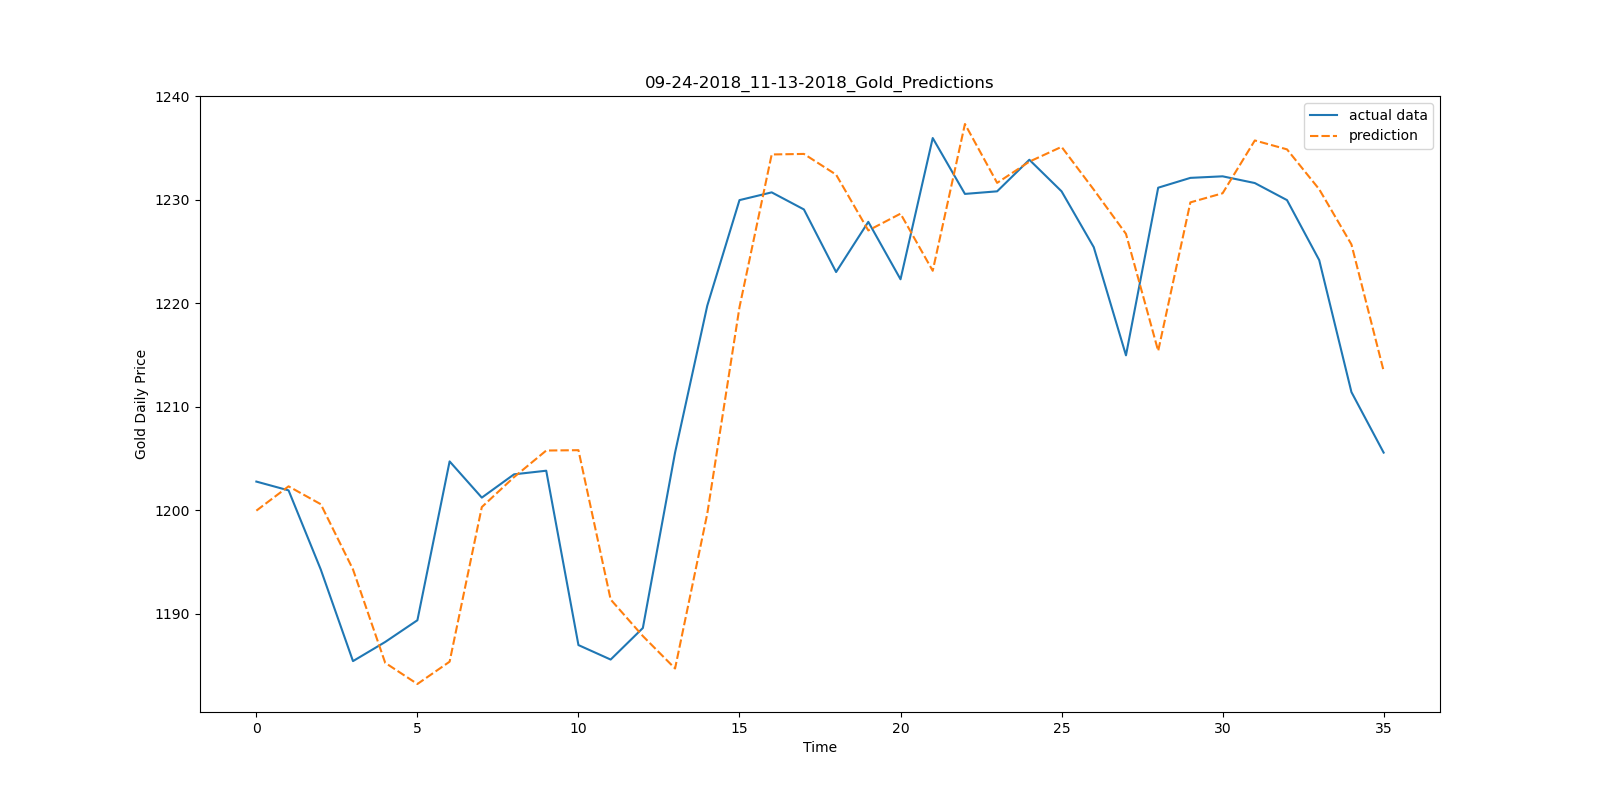 09-24-2018_11-13-2018_Gold_Predictions
actual data
prediction
1240
1230
1220
1210
1200
1190
Gold Daily Price
0 5 10 15 20 25 30 35
Time